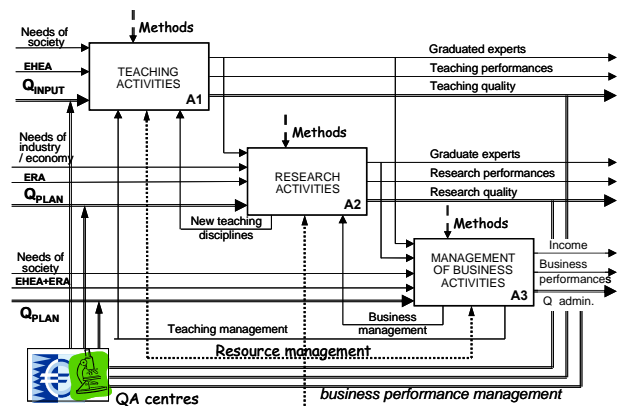 Needs of
society
EHEA
QINPUT
Methods
TEACHING
ACTIVITIES
A1
Graduated experts
Teaching performances
Teaching quality
Needs of
industry
/ economy
ERA
QPLAN
Methods
RESEARCH
ACTIVITIES
A2
Graduate experts
Research performances
Research quality
New teaching
disciplines
Needs of
society
EHEA+ERA
QPLAN
Methods
MANAGEMENT
OF BUSINESS
ACTIVITIES
A3
Income
Business
performances
Q admin.
Teaching management
Business
management
Resource management
QA centres
business performance management